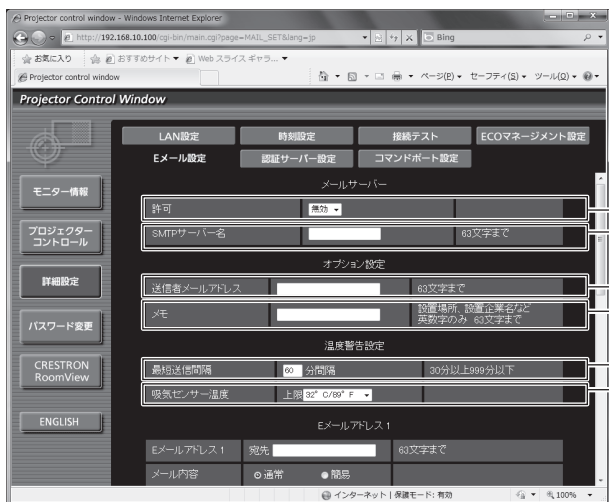 Projector control window - Windows Internet Explorer
http://192.168.10.100/cgi-bin/main.cgi?page=MAIL_SET&lang=jp
Bing
お気に入り おすすめサイト Web スライス ギャラ...
Projector control window
ページ(P) セーフティ(S) ツール(O)
Projector Control Window
LAN設定 時刻設定 接続テスト ECOマネージメント設定
Eメール設定 認証サーバー設定 コマンドポート設定
モニター情報
プロジェクター
コントロール
詳細設定
パスワード変更
CRESTRON
RoomView
ENGLISH
メールサーバー
許可 無効
SMTPサーバー名 63文字まで
オプション設定
送信者メールアドレス 63文字まで
メモ 設置場所、設置企業名など
英数字のみ 63文字まで
温度警告設定
最短送信間隔 60 分間隔 30分以上999分以下
吸気センサー温度 上限 32°C/89°F
Eメールアドレス 1
Eメールアドレス 1 宛先 63文字まで
メール内容 通常 簡易
インターネット | 保護モード: 有効 100%